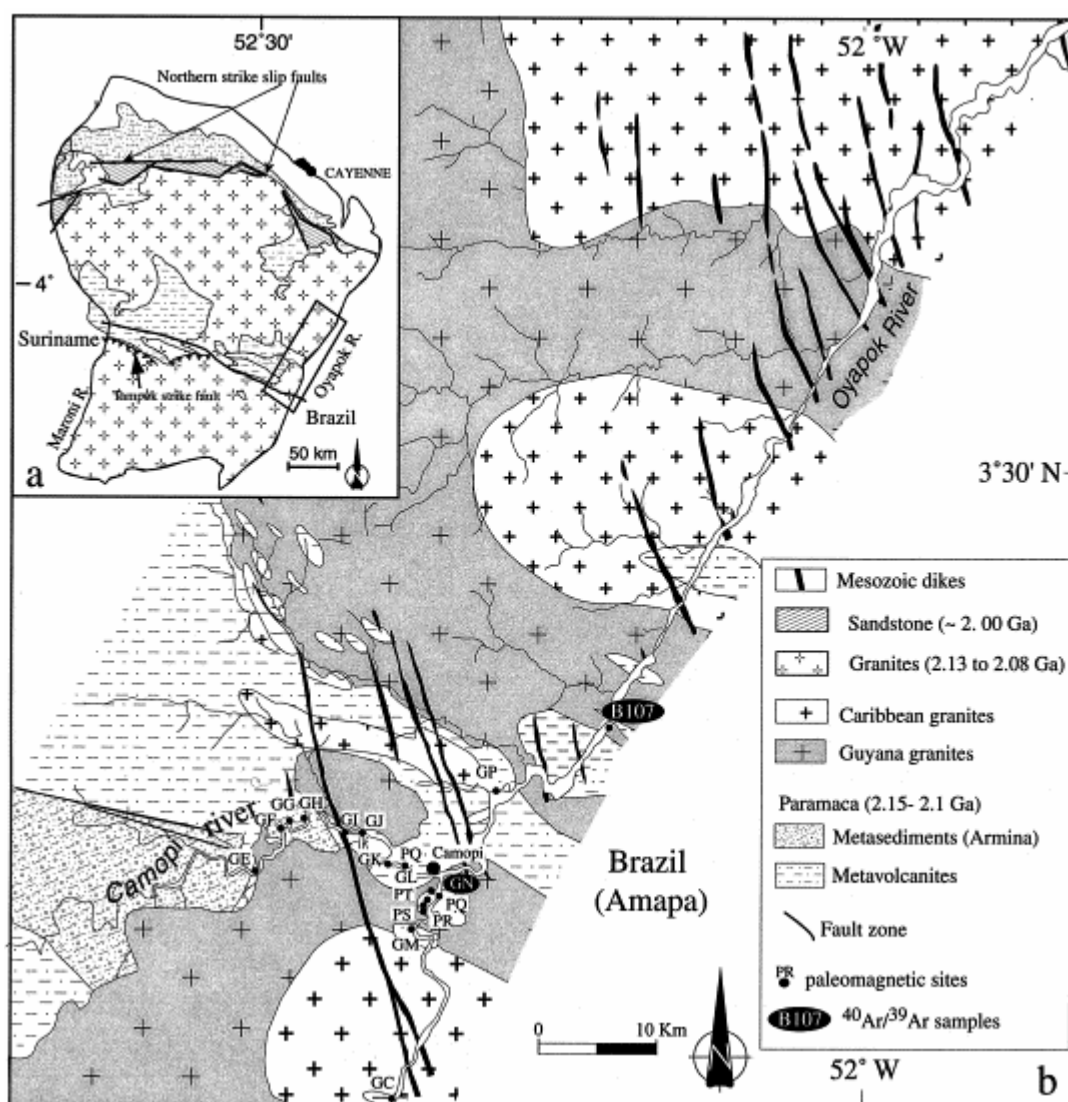 52°30'
Northern strike slip faults
CAYENNE
4°
Suriname
Tampok strike fault
Maroni R.
Oyapok R.
Brazil
50 km
a
52°W
Oyapok River
3°30' N
B107
GP
Camopi river
GG GH
GF
GE
GI GJ
GK PQ
GL
Camopi
GN
PT
PQ
PS
PR
GM
GC
Brazil
(Amapa)
0 10 Km
N
52° W
b
Mesozoic dikes
Sandstone (~ 2. 00 Ga)
Granites (2.13 to 2.08 Ga)
Caribbean granites
Guyana granites
Paramaca (2.15- 2.1 Ga)
Metasediments (Armina)
Metavolcanites
Fault zone
PR paleomagnetic sites
B107 40Ar/39Ar samples